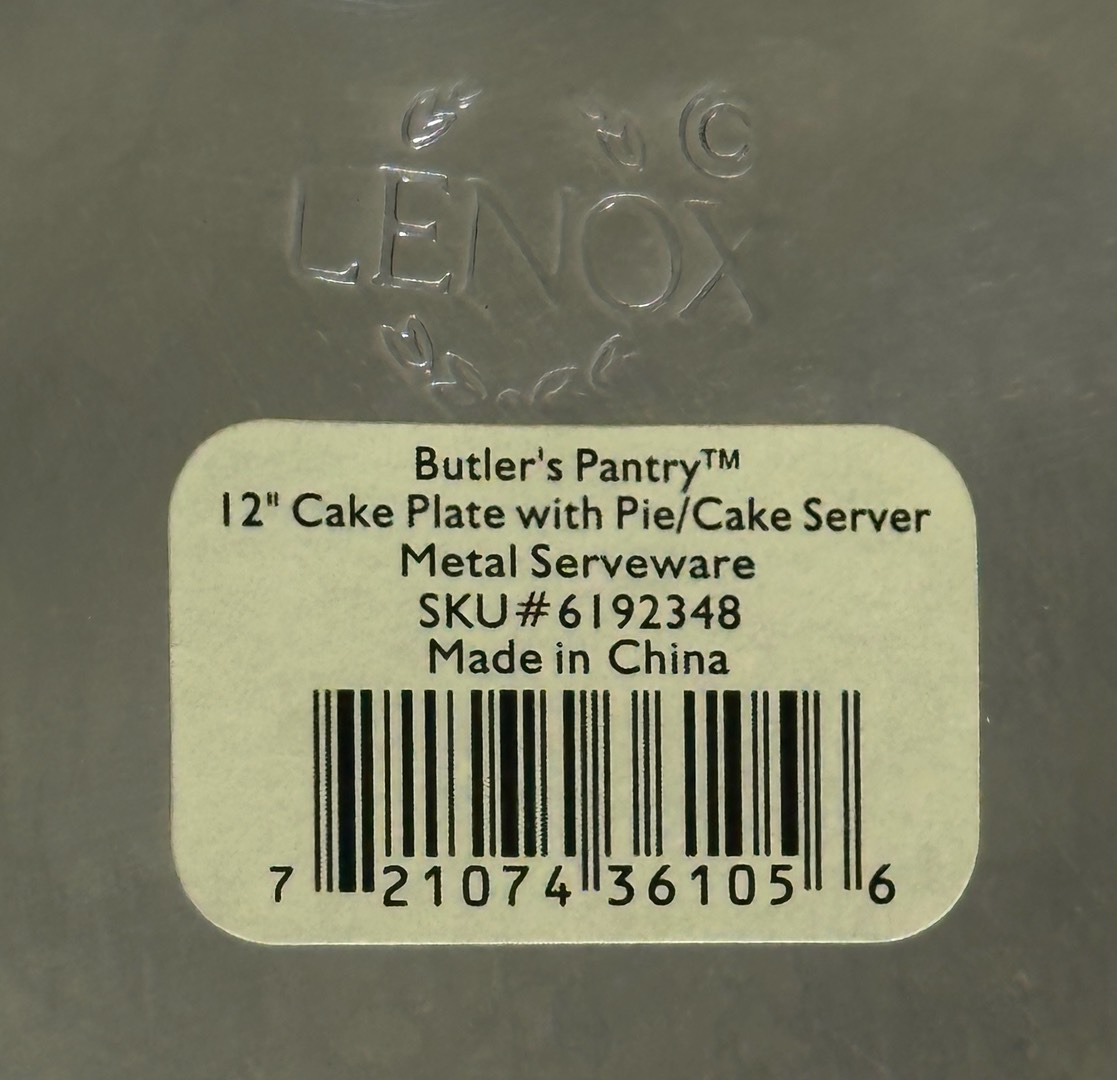 LENOX ©
Butler's Pantry™
12" Cake Plate with Pie/Cake Server
Metal Serveware
SKU#6192348
Made in China
7 21074 36105 6